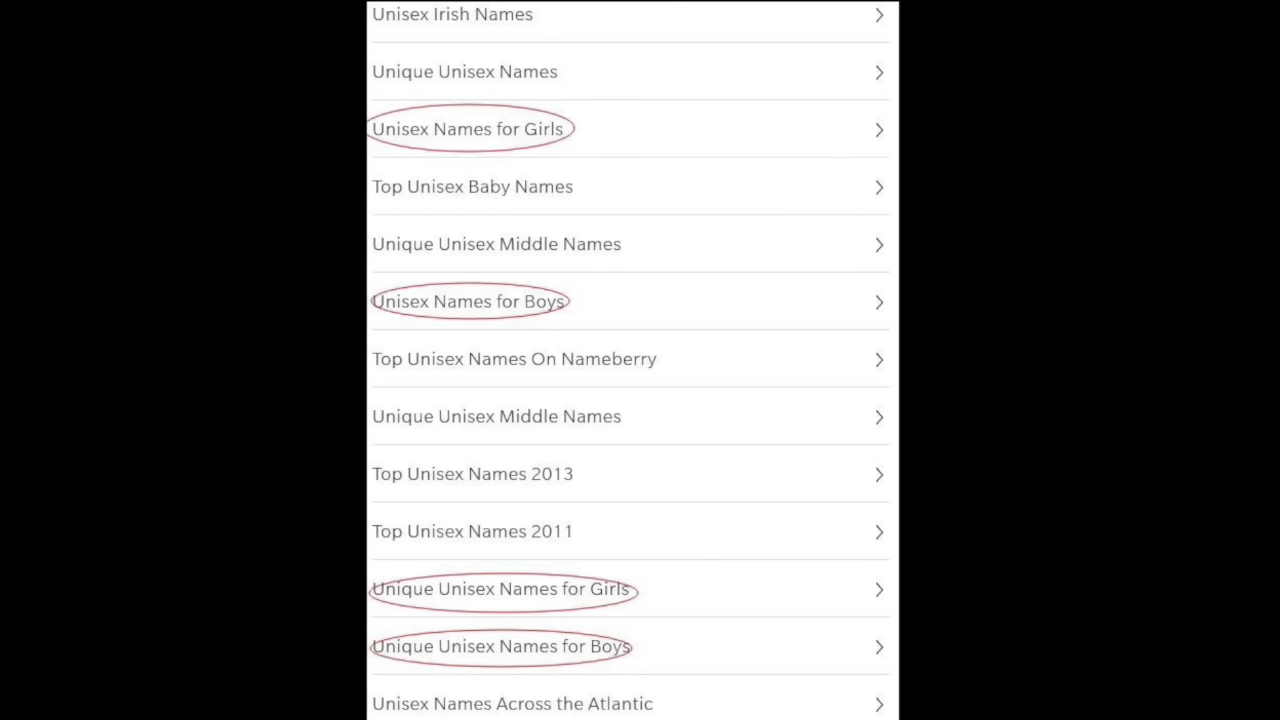 Unisex Irish Names
Unique Unisex Names
Unisex Names for Girls
Top Unisex Baby Names
Unique Unisex Middle Names
Unisex Names for Boys
Top Unisex Names On Nameberry
Unique Unisex Middle Names
Top Unisex Names 2013
Top Unisex Names 2011
Unique Unisex Names for Girls
Unique Unisex Names for Boys
Unisex Names Across the Atlantic